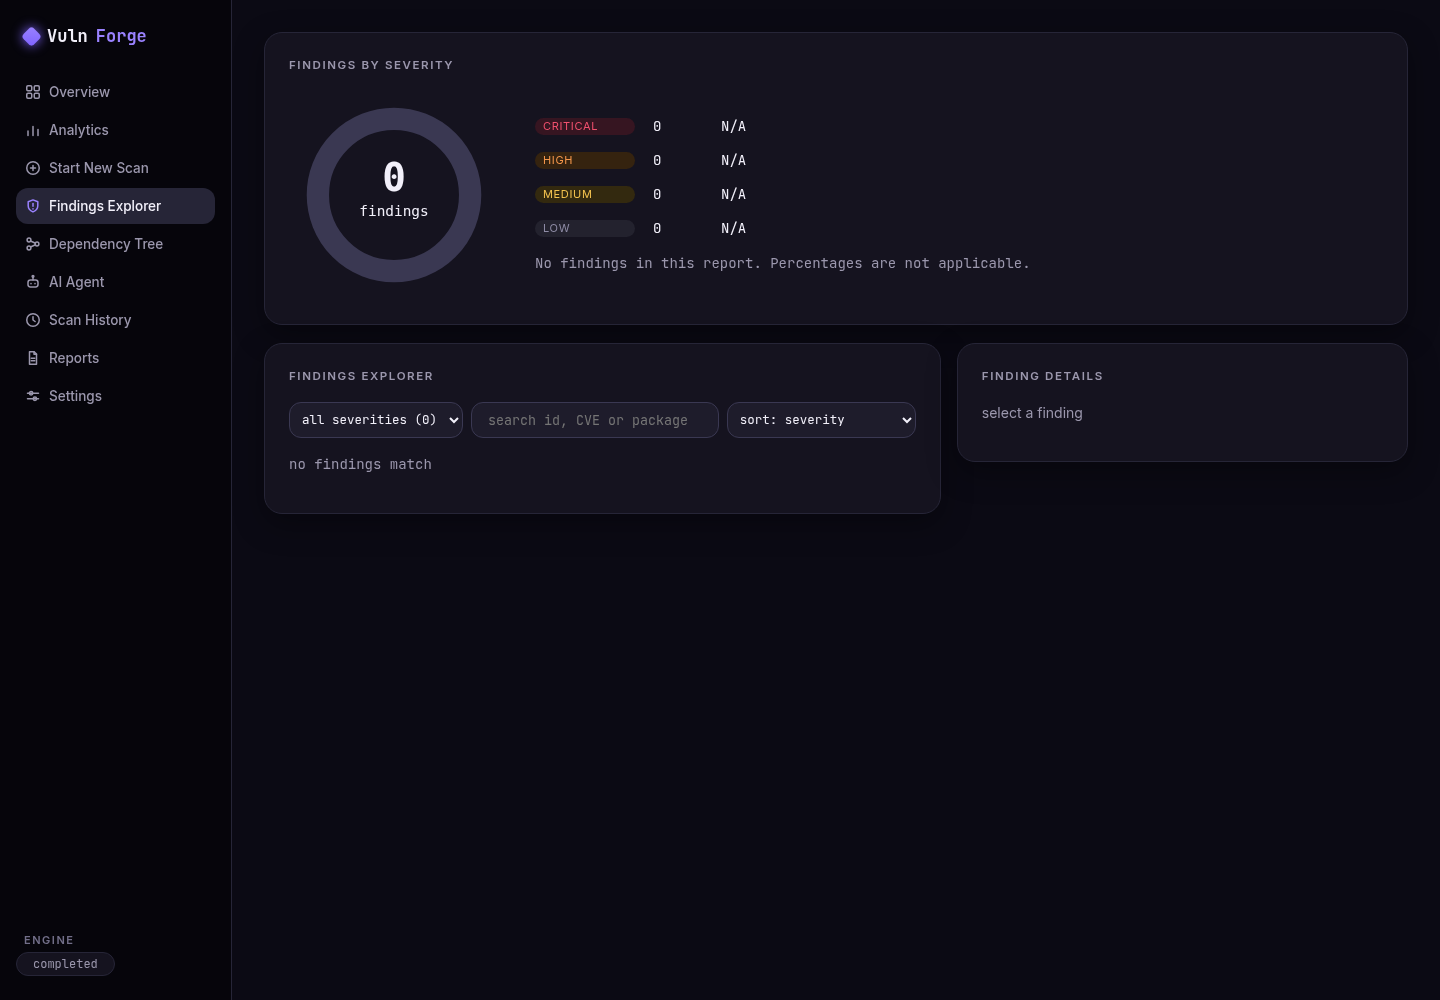 Vuln Forge
Overview
Analytics
Start New Scan
Findings Explorer
Dependency Tree
AI Agent
Scan History
Reports
Settings
ENGINE
completed
FINDINGS BY SEVERITY
0
findings
CRITICAL 0 N/A
HIGH 0 N/A
MEDIUM 0 N/A
LOW 0 N/A
No findings in this report. Percentages are not applicable.
FINDINGS EXPLORER
all severities (0) search id, CVE or package sort: severity
no findings match
FINDING DETAILS
select a finding